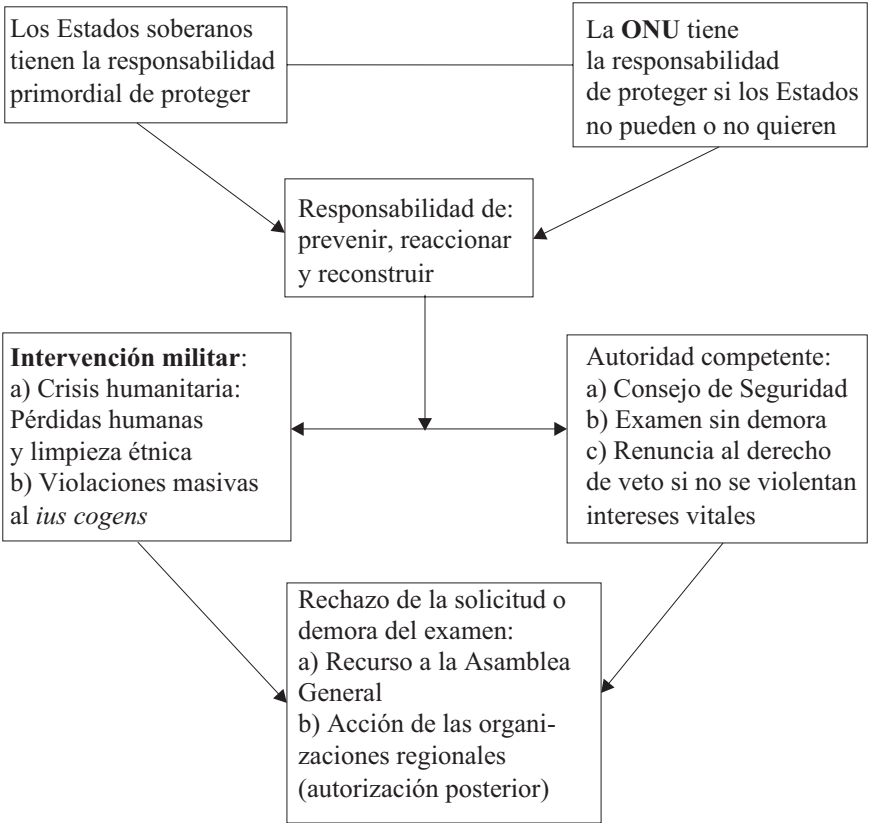 Los Estados soberanos
tienen la responsabilidad
primordial de proteger
La ONU tiene
la responsabilidad
de proteger si los Estados
no pueden o no quieren
Responsabilidad de:
prevenir, reaccionar
y reconstruir
Intervención militar:
a) Crisis humanitaria:
Pérdidas humanas
y limpieza étnica
b) Violaciones masivas
al ius cogens
Autoridad competente:
a) Consejo de Seguridad
b) Examen sin demora
c) Renuncia al derecho
de veto si no se violentan
intereses vitales
Rechazo de la solicitud o
demora del examen:
a) Recurso a la Asamblea
General
b) Acción de las organi-
zaciones regionales
(autorización posterior)